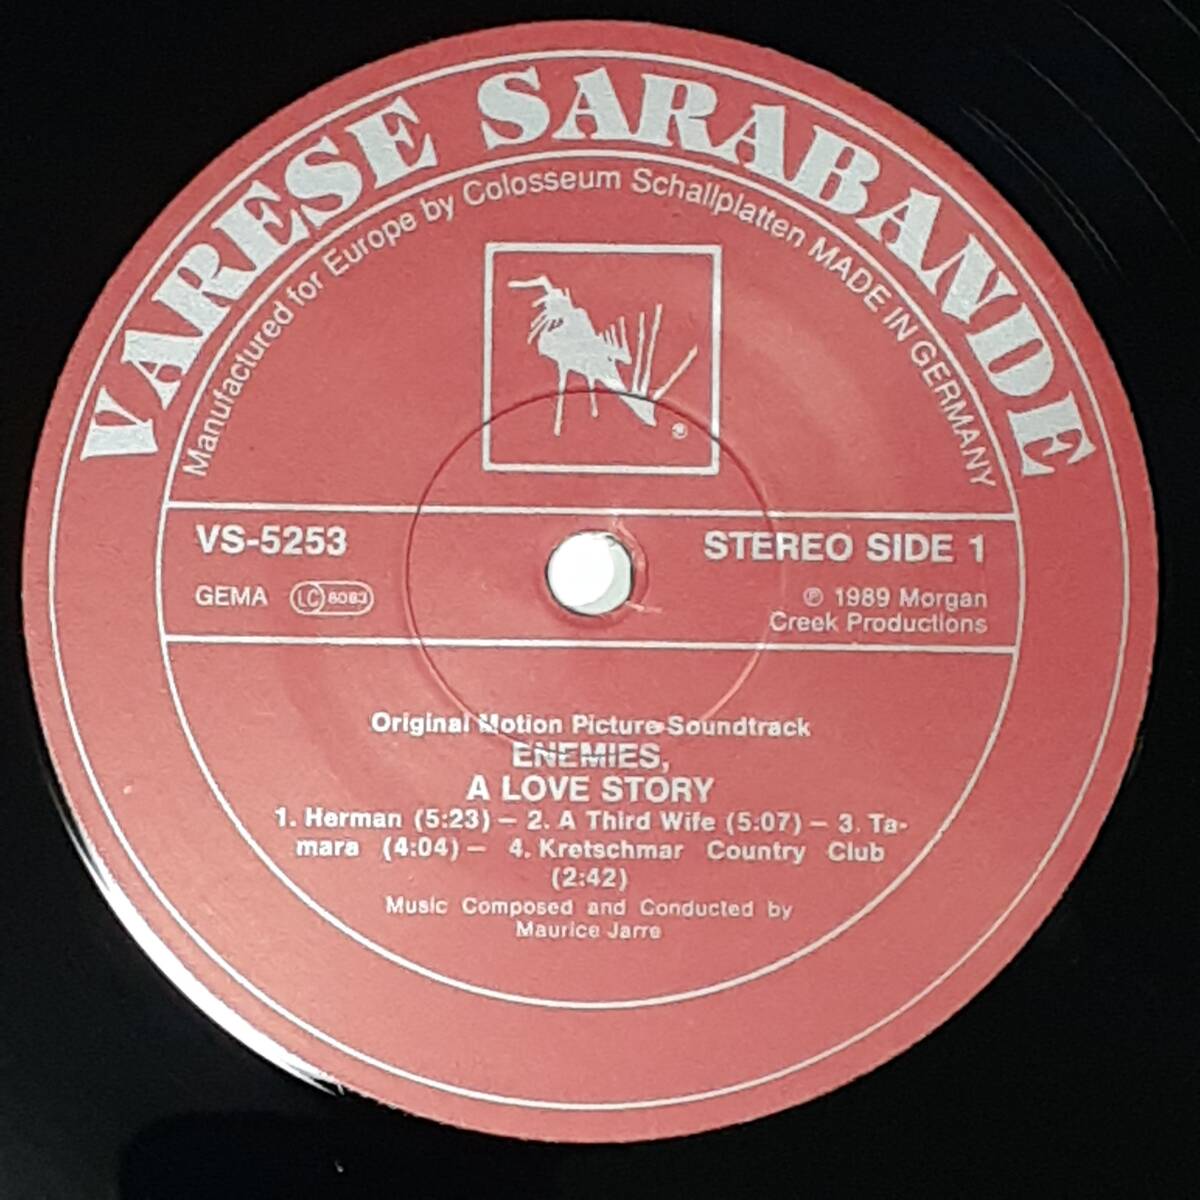 VARESE SARABANDE
Manufactured for Europe by Colosseum Schallplatten MADE IN GERMANY
®
VS-5253
STEREO SIDE 1
GEMA LC 6083
℗ 1989 Morgan
Creek Productions
Original Motion Picture Soundtrack
ENEMIES,
A LOVE STORY
1. Herman (5:23) – 2. A Third Wife (5:07) – 3. Ta-
mara (4:04) – 4. Kretschmar Country Club
(2:42)
Music Composed and Conducted by
Maurice Jarre